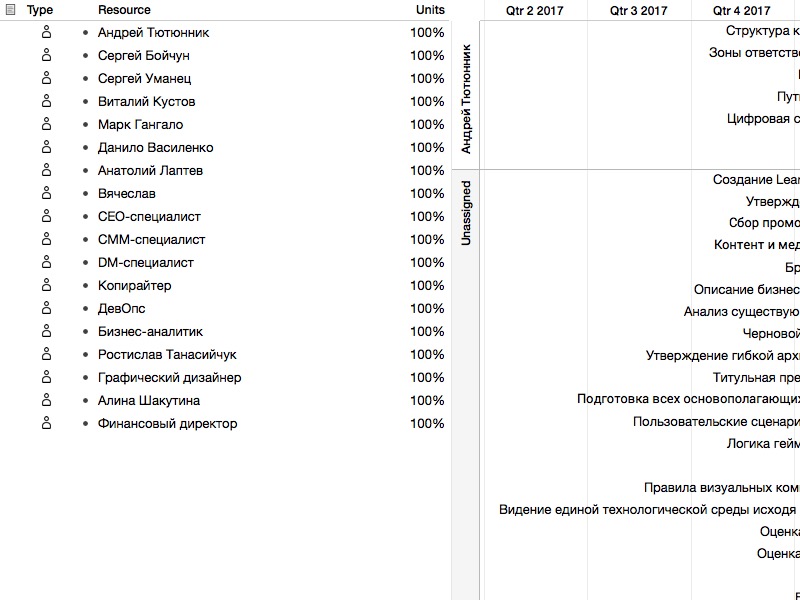 Type Resource Units
Андрей Тютюнник 100%
Сергей Бойчун 100%
Сергей Уманец 100%
Виталий Кустов 100%
Марк Гангало 100%
Данило Василенко 100%
Анатолий Лаптев 100%
Вячеслав 100%
СЕО-специалист 100%
СММ-специалист 100%
DM-специалист 100%
Копирайтер 100%
ДевОпс 100%
Бизнес-аналитик 100%
Ростислав Танасийчук 100%
Графический дизайнер 100%
Алина Шакутина 100%
Финансовый директор 100%
Qtr 2 2017 Qtr 3 2017 Qtr 4 2017
Андрей Тютюнник
Структура к
Зоны ответств
Пут
Цифровая с
Unassigned
Создание Lear
Утвержд
Сбор промо
Контент и мед
Бр
Описание бизнес
Анализ существую
Черновой
Утверждение гибкой арх
Титульная пре
Подготовка всех основополагающих
Пользовательские сценари
Логика гейм
Правила визуальных ком
Видение единой технологической среды исходя
Оценка
Оценка